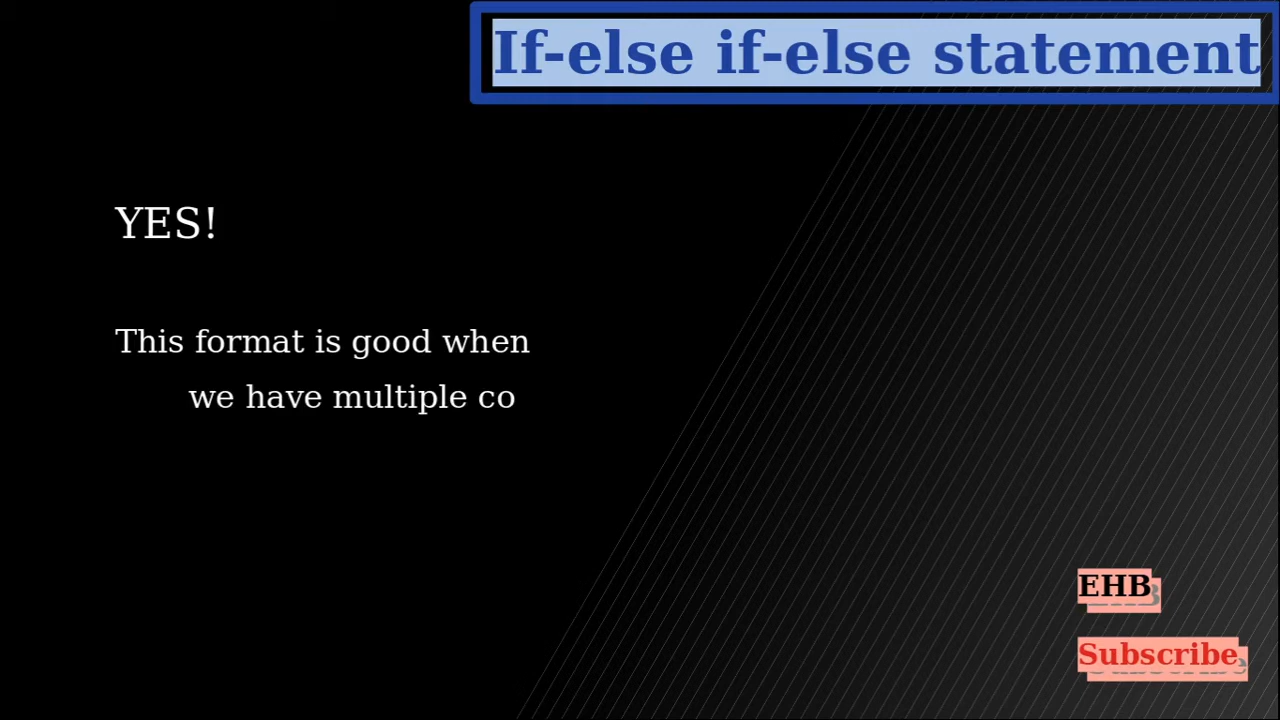 If-else if-else statement
YES!
This format is good when
we have multiple co
EHB
Subscribe